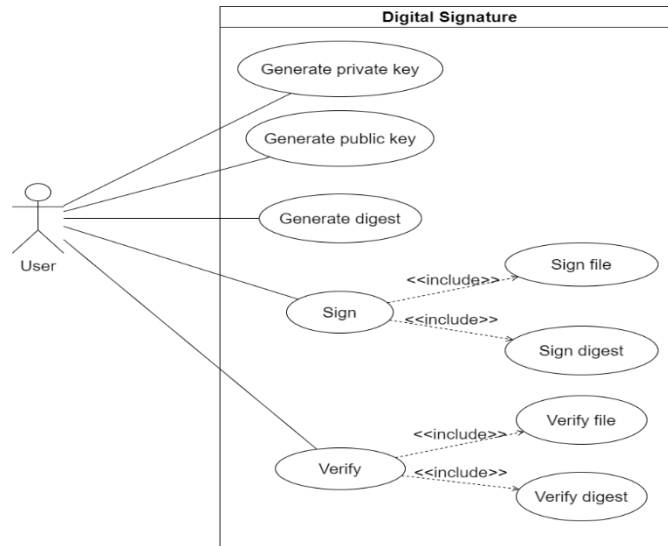 Digital Signature
Generate private key
Generate public key
Generate digest
User
Sign
<<include>>
Sign file
<<include>>
Sign digest
Verify
<<include>>
Verify file
<<include>>
Verify digest